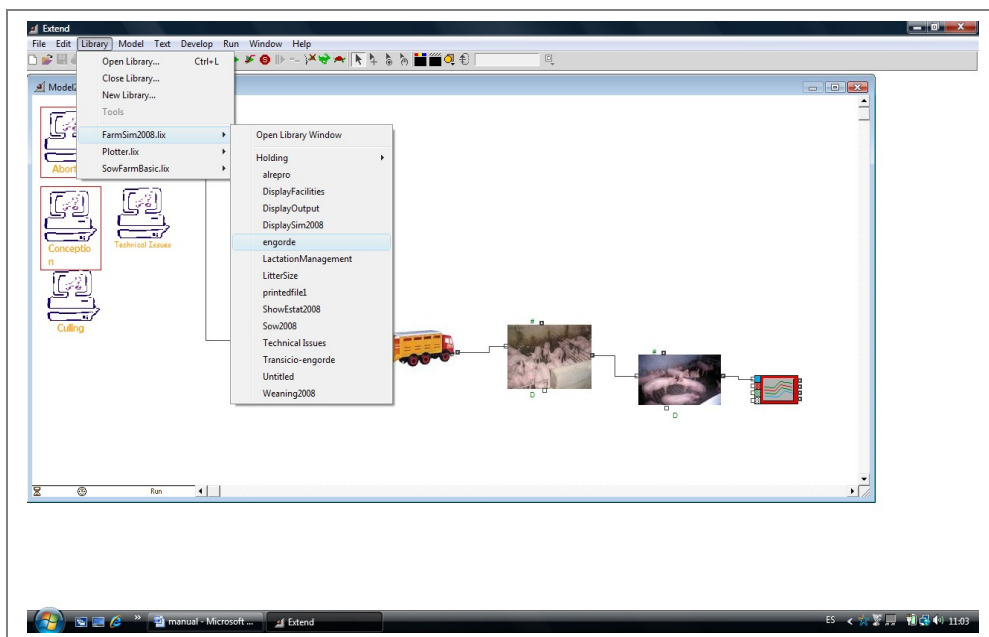 Extend
File Edit Library Model Text Develop Run Window Help
Open Library... Ctrl+L
Close Library...
New Library...
Tools
FarmSim2008.lix
Plotter.lix
SowFarmBasic.lix
Open Library Window
Holding
alrepro
DisplayFacilities
DisplayOutput
DisplaySim2008
engorde
LactationManagement
LitterSize
printedfile1
ShowEstat2008
Sow2008
Technical Issues
Transicio-engorde
Untitled
Weaning2008
Model2
Abort
Conceptio
n
Technical Issues
Culing
#
D
#
D
Run
manual - Microsoft ...
Extend
ES
11:03